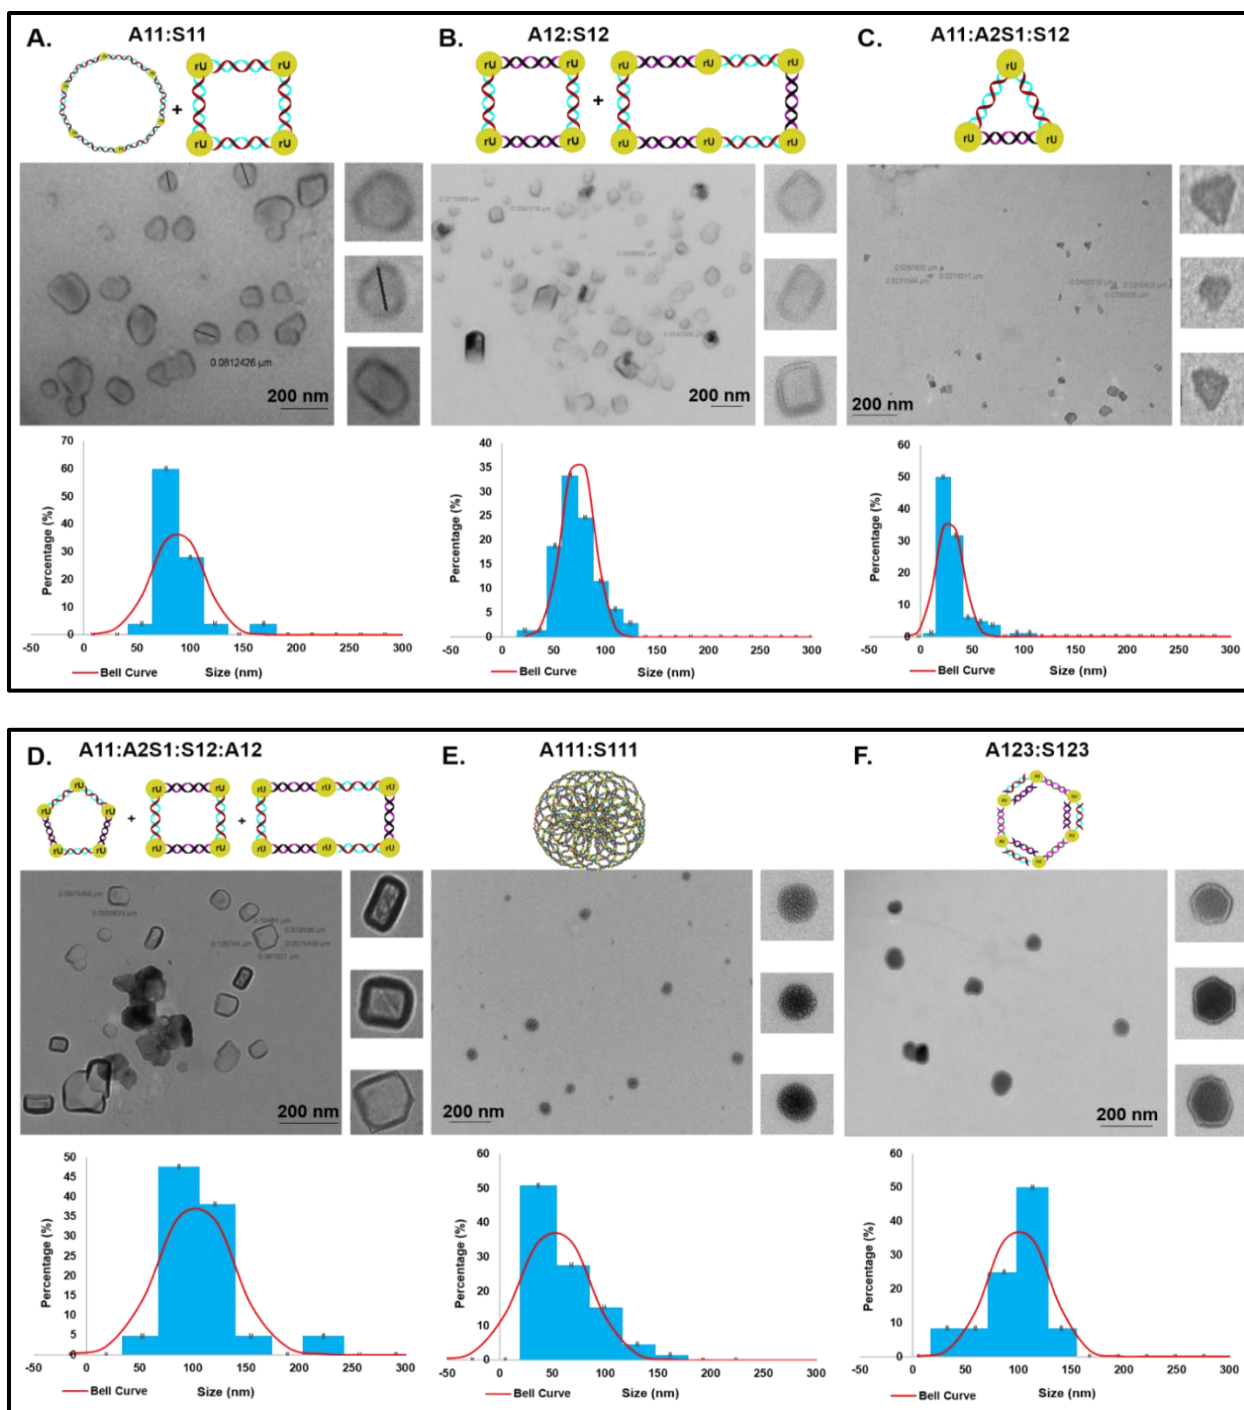 A. A11:S11
rU rU
+
rU rU
0.0812426 µm
200 nm
70
60
50
40
30
20
10
0
Percentage (%)
-50 0 50 100 150 200 250 300
Bell Curve Size (nm)
B. A12:S12
rU rU rU rU rU
+
rU rU rU rU rU
200 nm
40
35
30
25
20
15
10
5
0
Percentage (%)
-50 0 50 100 150 200 250 300
Bell Curve Size (nm)
C. A11:A2S1:S12
rU
rU rU
200 nm
60
50
40
30
20
10
0
Percentage (%)
-50 0 50 100 150 200 250 300
Bell Curve Size (nm)
D. A11:A2S1:S12:A12
rU rU rU rU rU rU
rU rU
+ +
rU rU rU rU rU rU rU
200 nm
50
45
40
35
30
25
20
15
10
5
0
Percentage (%)
-50 0 50 100 150 200 250 300
Bell Curve Size (nm)
E. A111:S111
200 nm
60
50
40
30
20
10
0
Percentage (%)
-50 0 50 100 150 200 250 300
Bell Curve Size (nm)
F. A123:S123
200 nm
60
50
40
30
20
10
0
Percentage (%)
-50 0 50 100 150 200 250 300
Bell Curve Size (nm)